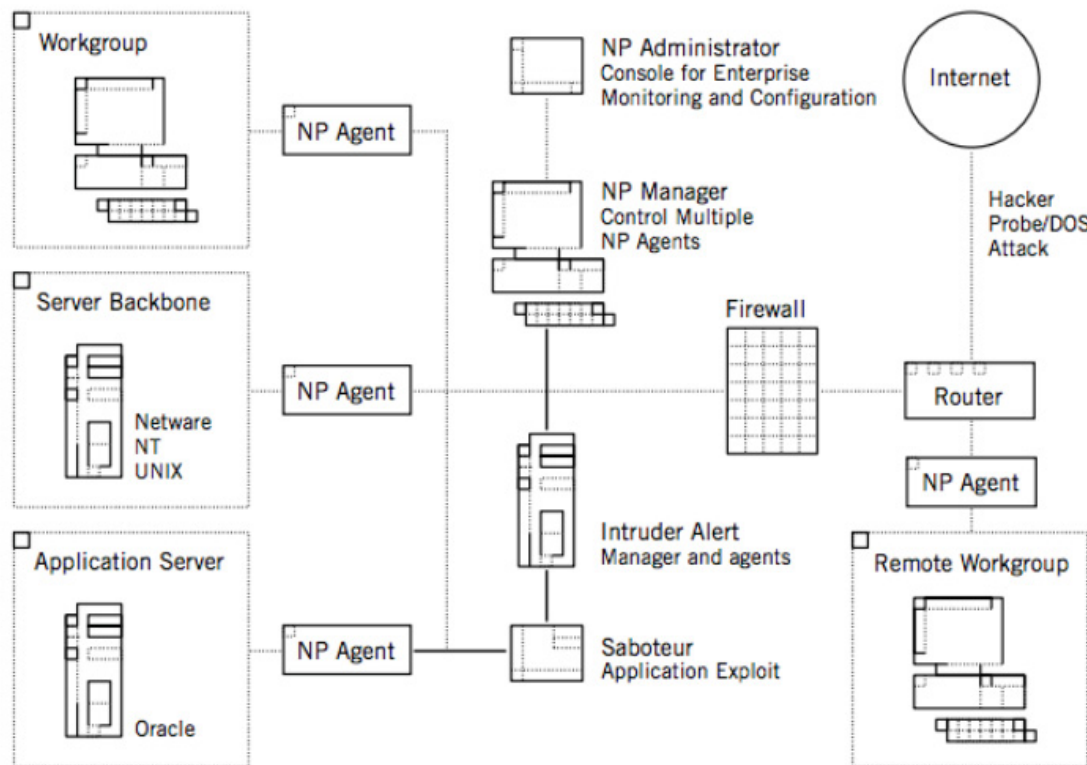 Workgroup
NP Agent
NP Administrator
Console for Enterprise
Monitoring and Configuration
Internet
NP Manager
Control Multiple
NP Agents
Hacker
Probe/DOS
Attack
Server Backbone
Netware
NT
UNIX
NP Agent
Firewall
Router
NP Agent
Intruder Alert
Manager and agents
Application Server
Oracle
NP Agent
Saboteur
Application Exploit
Remote Workgroup